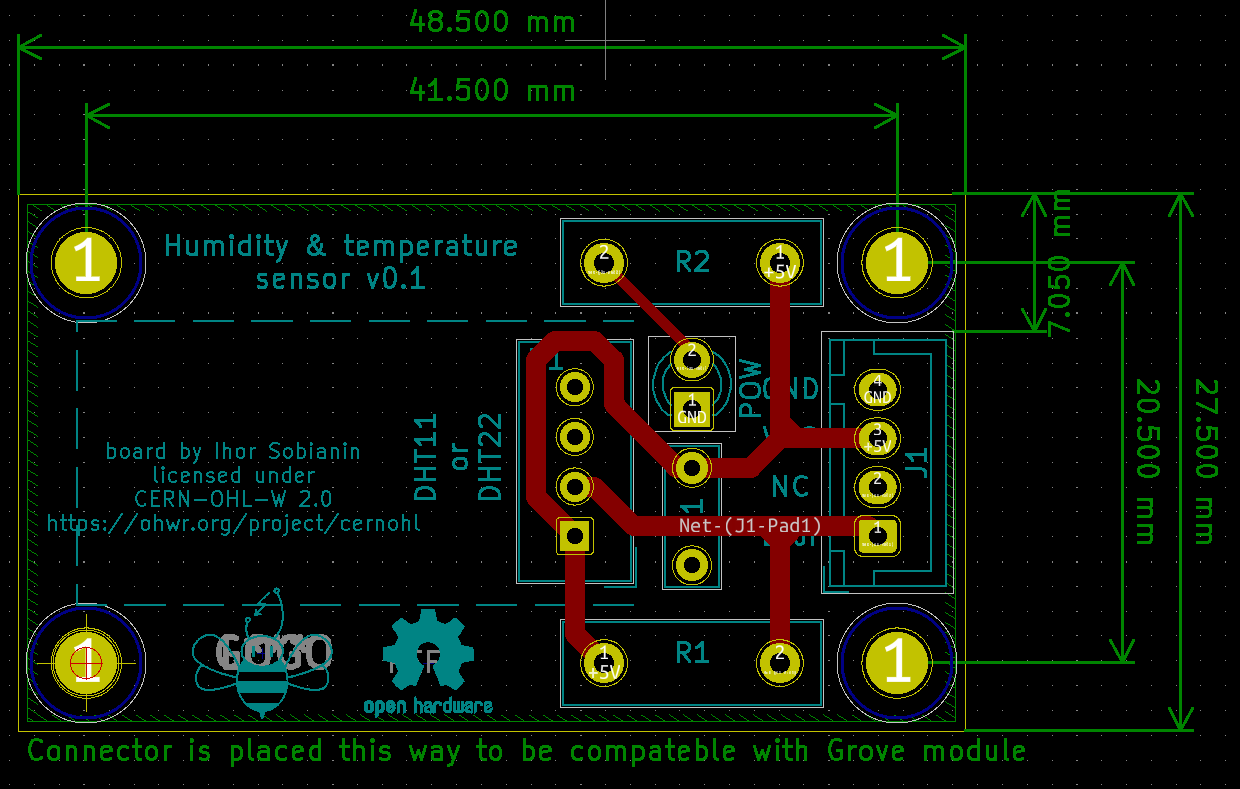 48.500 mm
41.500 mm
7.050 mm
20.500 mm
27.500 mm
1
1
Humidity & temperature
sensor v0.1
2
R2
1
+5V
1
2
1
GND
POW
GND
4
GND
3
+5V
2
1
J1
NC
Net-(J1-Pad1)
board by Ihor Sobianin
licensed under
CERN-OHL-W 2.0
https://ohwr.org/project/cernohl
DHT11
or
DHT22
1
1
+5V
R1
2
1
open hardware
Connector is placed this way to be compateble with Grove module